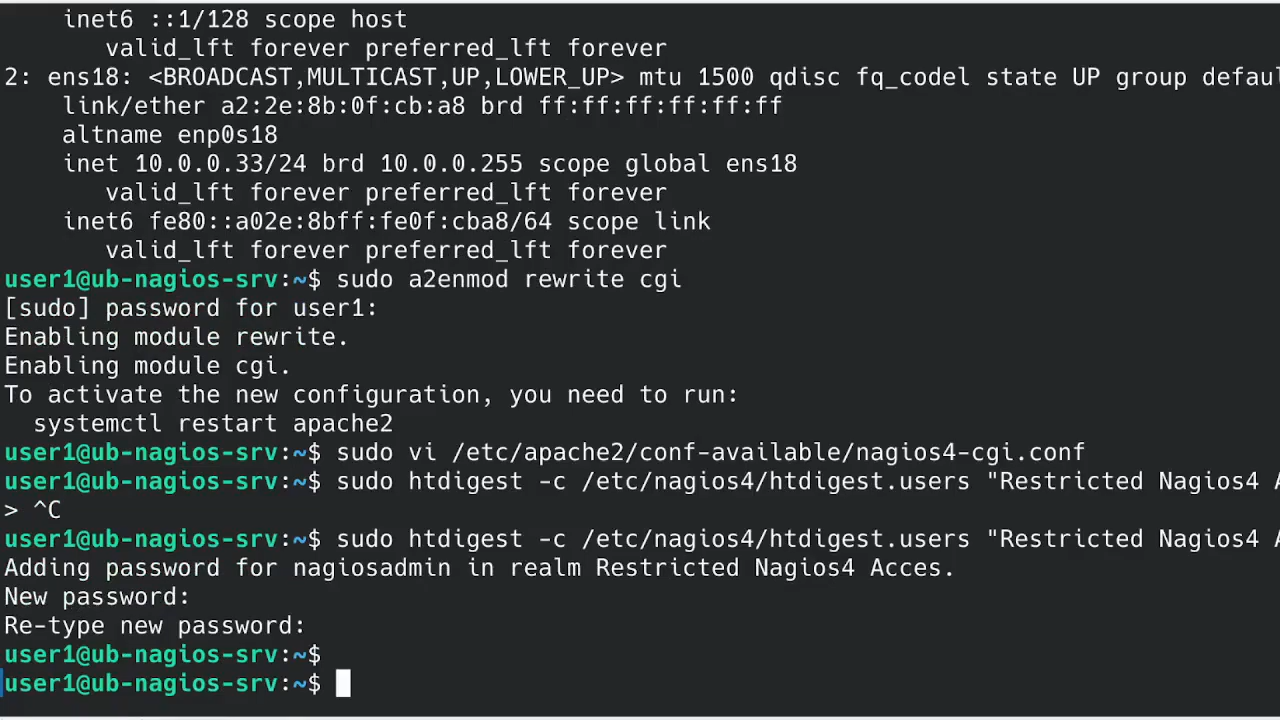 inet6 ::1/128 scope host
valid_lft forever preferred_lft forever
2: ens18: <BROADCAST,MULTICAST,UP,LOWER_UP> mtu 1500 qdisc fq_codel state UP group defau
link/ether a2:2e:8b:0f:cb:a8 brd ff:ff:ff:ff:ff:ff
altname enp0s18
inet 10.0.0.33/24 brd 10.0.0.255 scope global ens18
valid_lft forever preferred_lft forever
inet6 fe80::a02e:8bff:fe0f:cba8/64 scope link
valid_lft forever preferred_lft forever
user1@ub-nagios-srv:~$ sudo a2enmod rewrite cgi
[sudo] password for user1:
Enabling module rewrite.
Enabling module cgi.
To activate the new configuration, you need to run:
systemctl restart apache2
user1@ub-nagios-srv:~$ sudo vi /etc/apache2/conf-available/nagios4-cgi.conf
user1@ub-nagios-srv:~$ sudo htdigest -c /etc/nagios4/htdigest.users "Restricted Nagios4 A
> ^C
user1@ub-nagios-srv:~$ sudo htdigest -c /etc/nagios4/htdigest.users "Restricted Nagios4 A
Adding password for nagiosadmin in realm Restricted Nagios4 Acces.
New password:
Re-type new password:
user1@ub-nagios-srv:~$
user1@ub-nagios-srv:~$